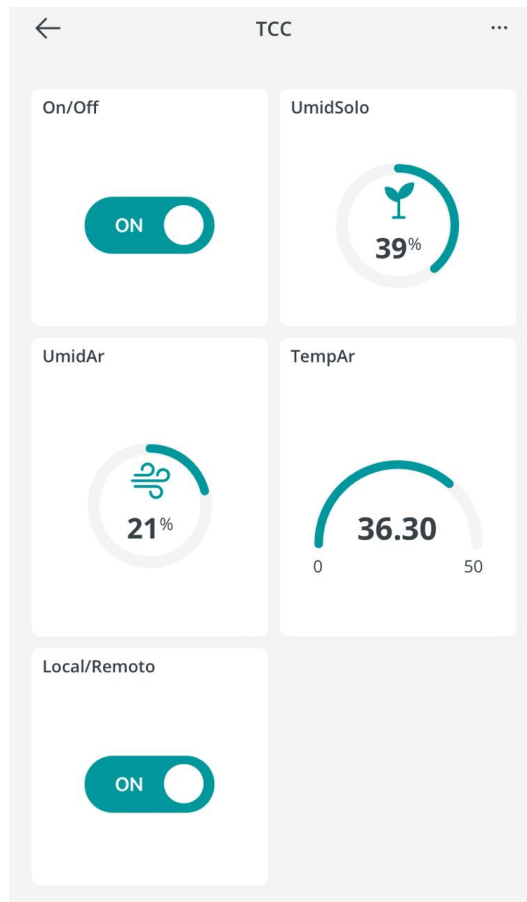 TCC
On/Off
ON
UmidSolo
39%
UmidAr
21%
TempAr
36.30
0 50
Local/Remoto
ON